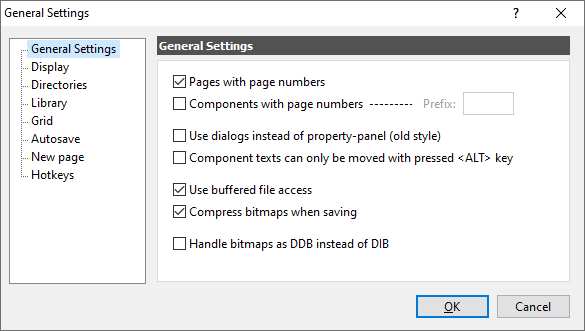 General Settings
General Settings
Display
Directories
Library
Grid
Autosave
New page
Hotkeys
General Settings
Pages with page numbers
Components with page numbers --------- Prefix:
Use dialogs instead of property-panel (old style)
Component texts can only be moved with pressed <ALT> key
Use buffered file access
Compress bitmaps when saving
Handle bitmaps as DDB instead of DIB
OK Cancel